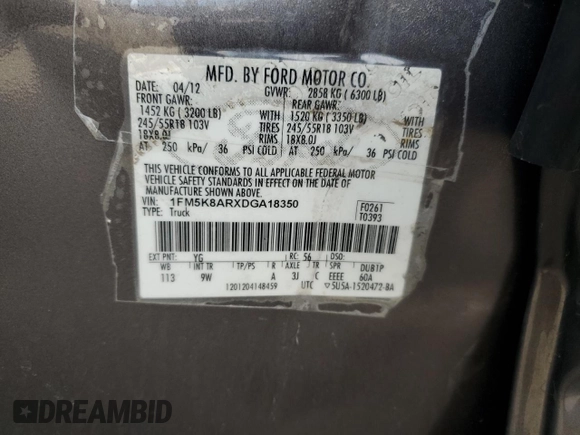 MFD. BY FORD MOTOR CO.
DATE: 04/12 GVWR: 2858 KG ( 6300 LB)
FRONT GAWR: REAR GAWR:
1452 KG ( 3200 LB) WITH 1520 KG ( 3350 LB) WITH
245/55R18 103V TIRES 245/55R18 103V TIRES
18X8.0J RIMS 18X8.0J RIMS
AT 250 kPa/ 36 PSI COLD AT 250 kPa/ 36 PSI COLD
THIS VEHICLE CONFORMS TO ALL APPLICABLE FEDERAL MOTOR
VEHICLE SAFETY STANDARDS IN EFFECT ON THE DATE OF
MANUFACTURE SHOWN ABOVE.
VIN: 1FM5K8ARXDGA18350 F0261
TYPE: Truck T0393
EXT PNT: YG RC: 56 DSO:
WB INT TR TP/PS R AXLE TR SPR DUB1P
113 9W A 3J C EEEE 60A
1201204148459 UTC ▽5U5A-1520472-BA
DREAMBID